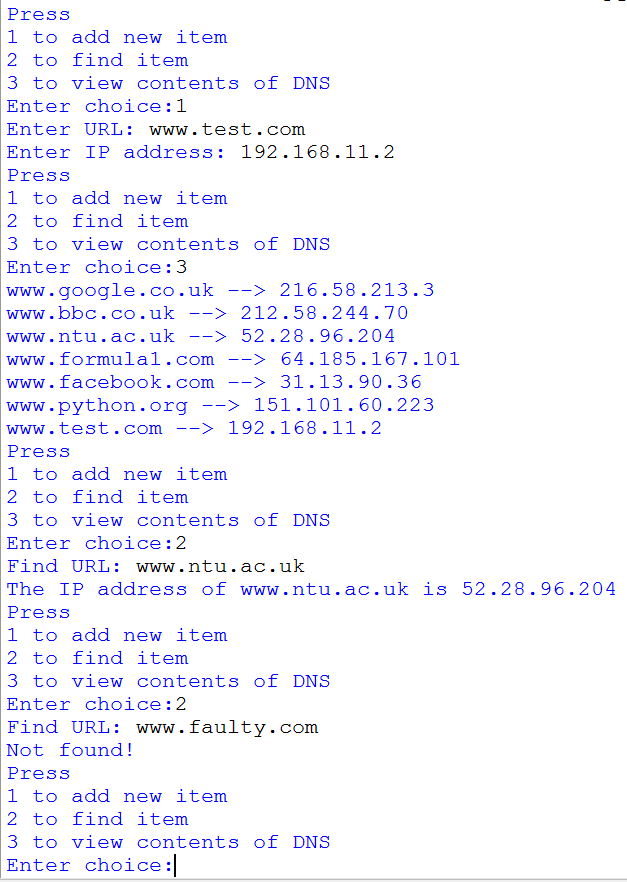 Press
1 to add new item
2 to find item
3 to view contents of DNS
Enter choice:1
Enter URL: www.test.com
Enter IP address: 192.168.11.2
Press
1 to add new item
2 to find item
3 to view contents of DNS
Enter choice:3
www.google.co.uk --> 216.58.213.3
www.bbc.co.uk --> 212.58.244.70
www.ntu.ac.uk --> 52.28.96.204
www.formula1.com --> 64.185.167.101
www.facebook.com --> 31.13.90.36
www.python.org --> 151.101.60.223
www.test.com --> 192.168.11.2
Press
1 to add new item
2 to find item
3 to view contents of DNS
Enter choice:2
Find URL: www.ntu.ac.uk
The IP address of www.ntu.ac.uk is 52.28.96.204
Press
1 to add new item
2 to find item
3 to view contents of DNS
Enter choice:2
Find URL: www.faulty.com
Not found!
Press
1 to add new item
2 to find item
3 to view contents of DNS
Enter choice: